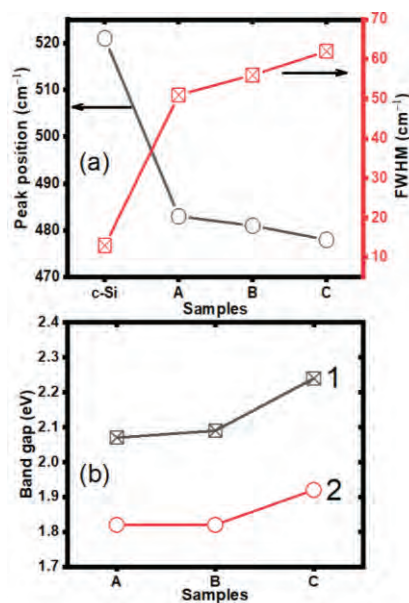 520
510
500
490
480
470
Peak position (cm⁻¹)
(a)
70
60
50
40
30
20
10
FWHM (cm⁻¹)
c-Si A B C
Samples
2.4
2.3
2.2
2.1
2.0
1.9
1.8
1.7
Band gap (eV)
(b)
1
2
A B C
Samples